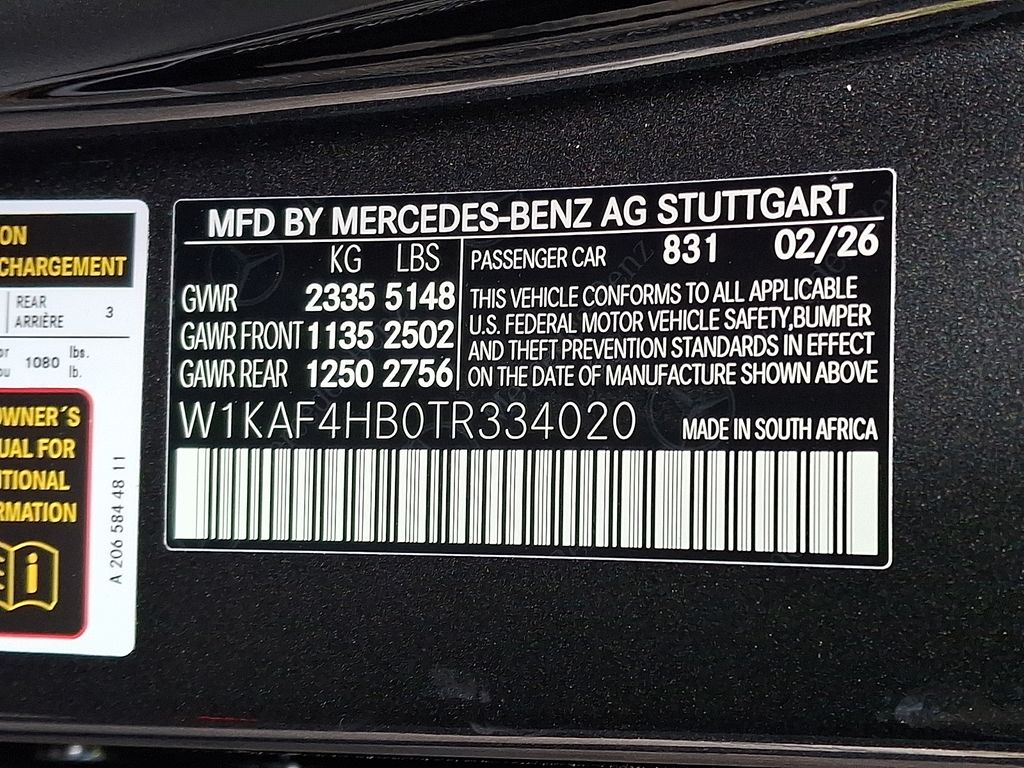 ON
CHARGEMENT
REAR
ARRIÈRE
3
or
ou
1080
lbs.
lb.
OWNER´S
UAL FOR
ITIONAL
RMATION
A 206 584 48 11
MFD BY MERCEDES-BENZ AG STUTTGART
KG LBS
GVWR 2335 5148
GAWR FRONT 1135 2502
GAWR REAR 1250 2756
PASSENGER CAR 831 02/26
THIS VEHICLE CONFORMS TO ALL APPLICABLE
U.S. FEDERAL MOTOR VEHICLE SAFETY,BUMPER
AND THEFT PREVENTION STANDARDS IN EFFECT
ON THE DATE OF MANUFACTURE SHOWN ABOVE
W1KAF4HB0TR334020 MADE IN SOUTH AFRICA